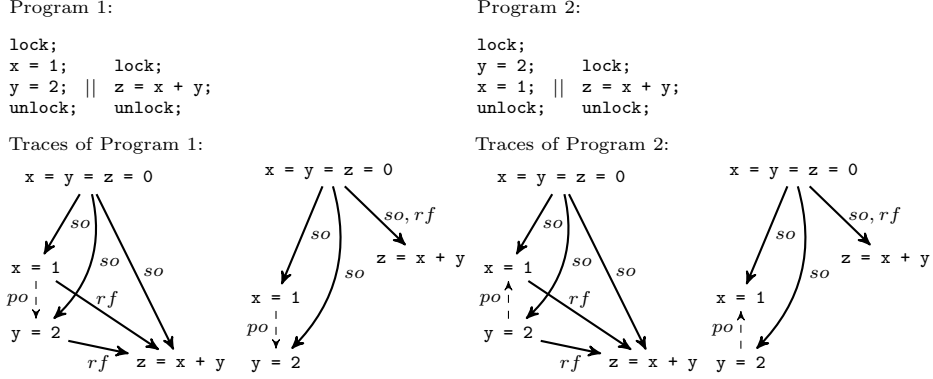 Program 1:
lock;
x = 1; lock;
y = 2; || z = x + y;
unlock; unlock;
Traces of Program 1:
x = y = z = 0
so
so
so
x = 1
po
rf
y = 2
rf
z = x + y
x = y = z = 0
so, rf
so
z = x + y
so
x = 1
po
y = 2
Program 2:
lock;
y = 2; lock;
x = 1; || z = x + y;
unlock; unlock;
Traces of Program 2:
x = y = z = 0
so
so
so
x = 1
po
rf
y = 2
rf
z = x + y
x = y = z = 0
so, rf
so
z = x + y
so
x = 1
po
y = 2